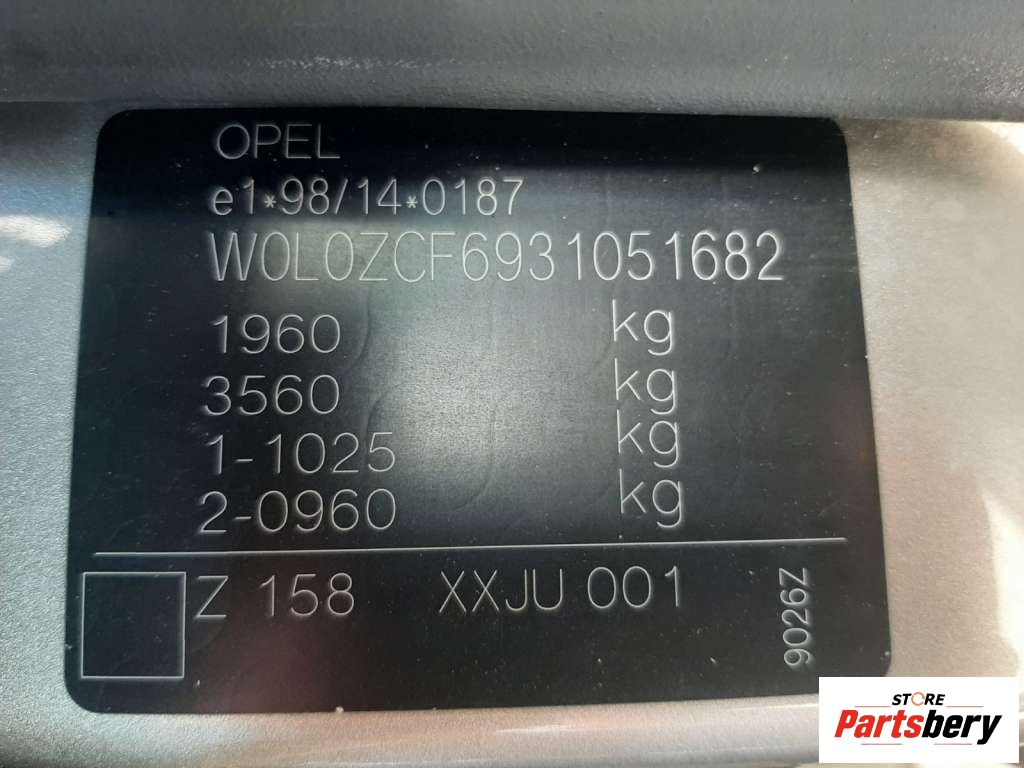 OPEL
e1*98/14*0187
W0L0ZCF6931051682
1960 kg
3560 kg
1-1025 kg
2-0960 kg
Z 158 XXJU 001
9026Z
STORE
Partsbery